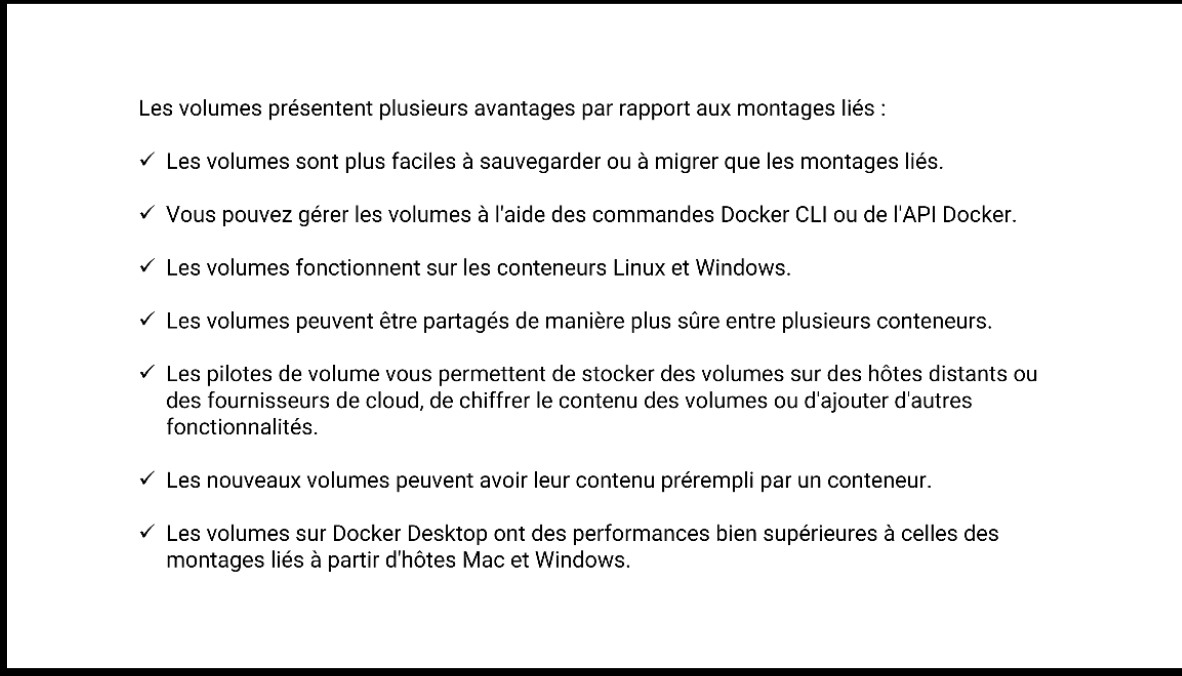 Les volumes présentent plusieurs avantages par rapport aux montages liés :
✓ Les volumes sont plus faciles à sauvegarder ou à migrer que les montages liés.
✓ Vous pouvez gérer les volumes à l'aide des commandes Docker CLI ou de l'API Docker.
✓ Les volumes fonctionnent sur les conteneurs Linux et Windows.
✓ Les volumes peuvent être partagés de manière plus sûre entre plusieurs conteneurs.
✓ Les pilotes de volume vous permettent de stocker des volumes sur des hôtes distants ou
des fournisseurs de cloud, de chiffrer le contenu des volumes ou d'ajouter d'autres
fonctionnalités.
✓ Les nouveaux volumes peuvent avoir leur contenu prérempli par un conteneur.
✓ Les volumes sur Docker Desktop ont des performances bien supérieures à celles des
montages liés à partir d'hôtes Mac et Windows.